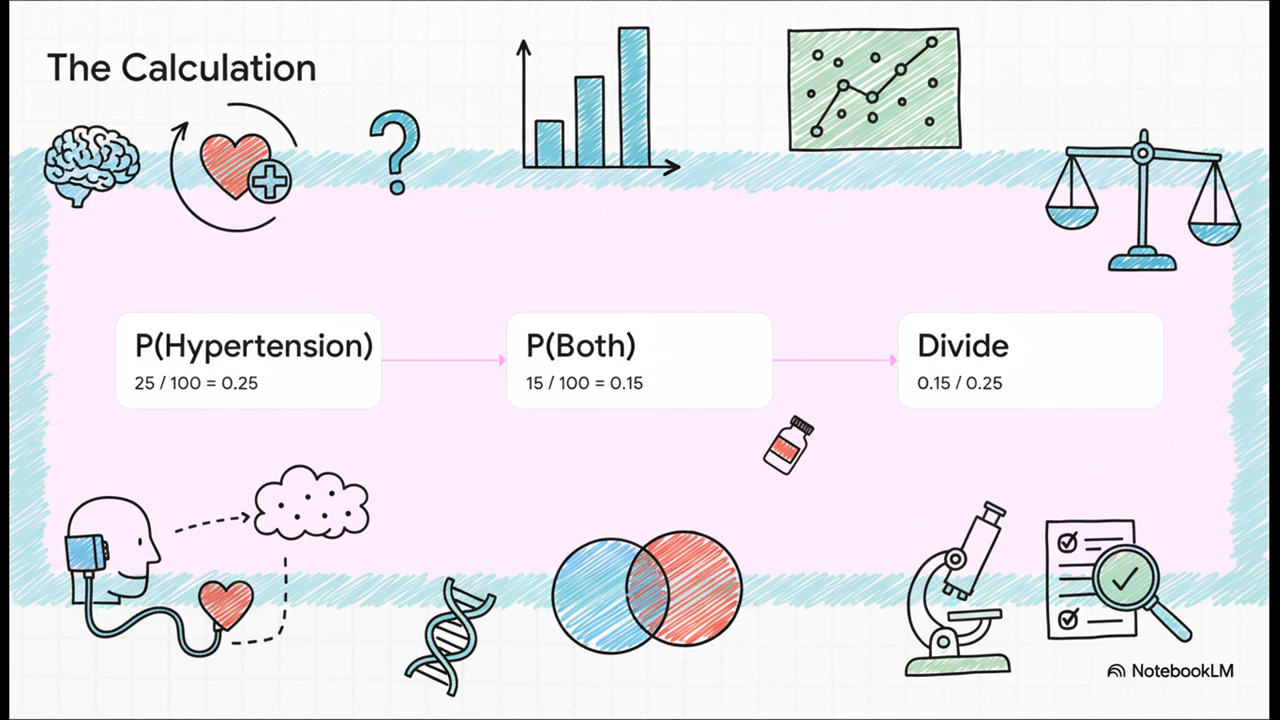 The Calculation
P(Hypertension)
25 / 100 = 0.25
P(Both)
15 / 100 = 0.15
Divide
0.15 / 0.25
NotebookLM